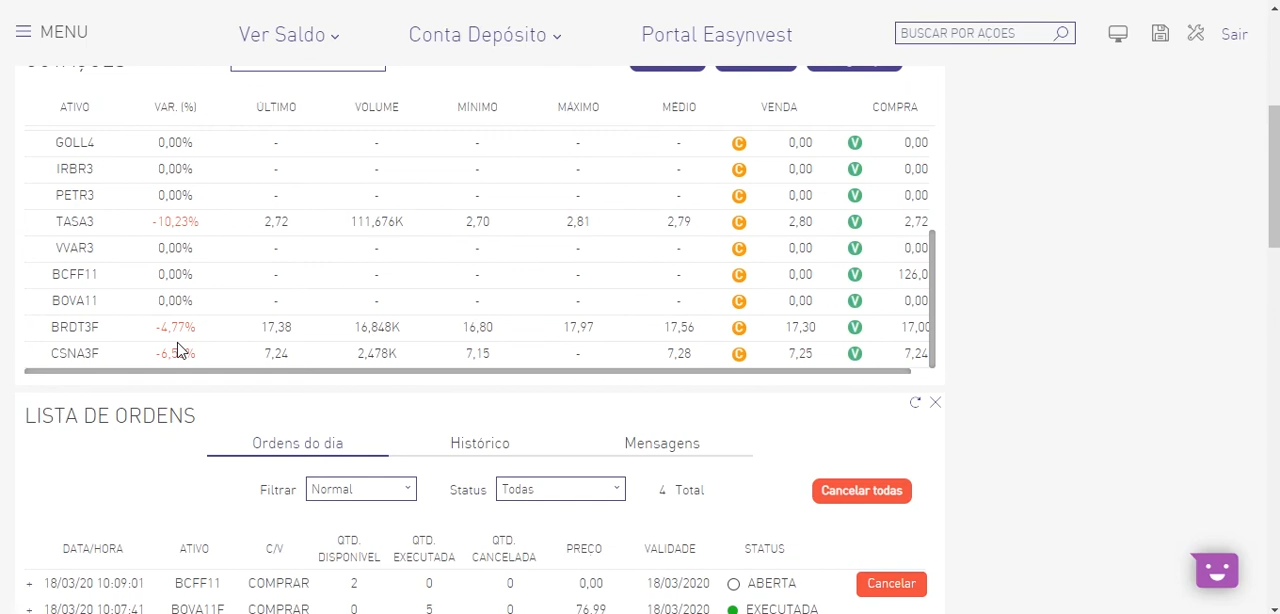 MENU Ver Saldo Conta Depósito Portal Easynvest BUSCAR POR AÇOES Sair
ATIVO VAR. (%) ÚLTIMO VOLUME MÍNIMO MÁXIMO MÉDIO VENDA COMPRA
GOLL4 0,00% - - - - - C 0,00 V 0,00
IRBR3 0,00% - - - - - C 0,00 V 0,00
PETR3 0,00% - - - - - C 0,00 V 0,00
TASA3 -10,23% 2,72 111,676K 2,70 2,81 2,79 C 2,80 V 2,72
VVAR3 0,00% - - - - - C 0,00 V 0,00
BCFF11 0,00% - - - - - C 0,00 V 126,0
BOVA11 0,00% - - - - - C 0,00 V 0,00
BRDT3F -4,77% 17,38 16,848K 16,80 17,97 17,56 C 17,30 V 17,00
CSNA3F 7,24 2,478K 7,15 - 7,28 C 7,25 V 7,24
LISTA DE ORDENS
Ordens do dia Histórico Mensagens
Filtrar Normal Status Todas 4 Total Cancelar todas
DATA/HORA ATIVO C/V QTD. DISPONÍVEL QTD. EXECUTADA QTD. CANCELADA PREÇO VALIDADE STATUS
+ 18/03/20 10:09:01 BCFF11 COMPRAR 2 0 0 0,00 18/03/2020 ABERTA Cancelar
+ 18/03/20 10:07:41 BOVA11F COMPRAR 0 5 0 76,99 18/03/2020 EXECUTADA